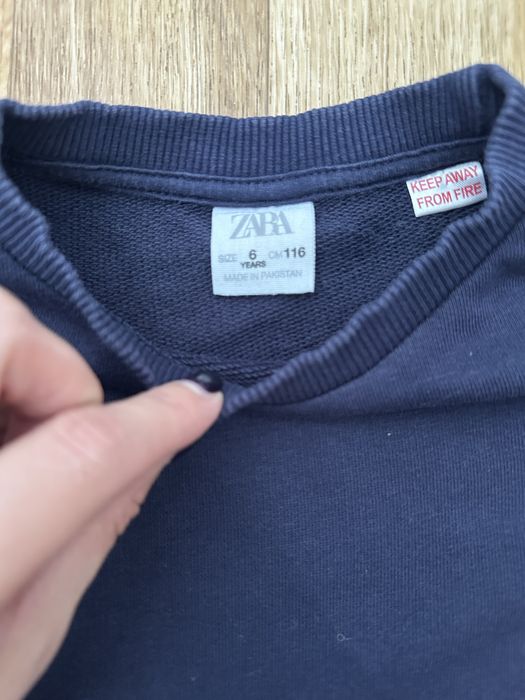 ZARA
SIZE 6 YEARS CM 116
MADE IN PAKISTAN
KEEP AWAY
FROM FIRE